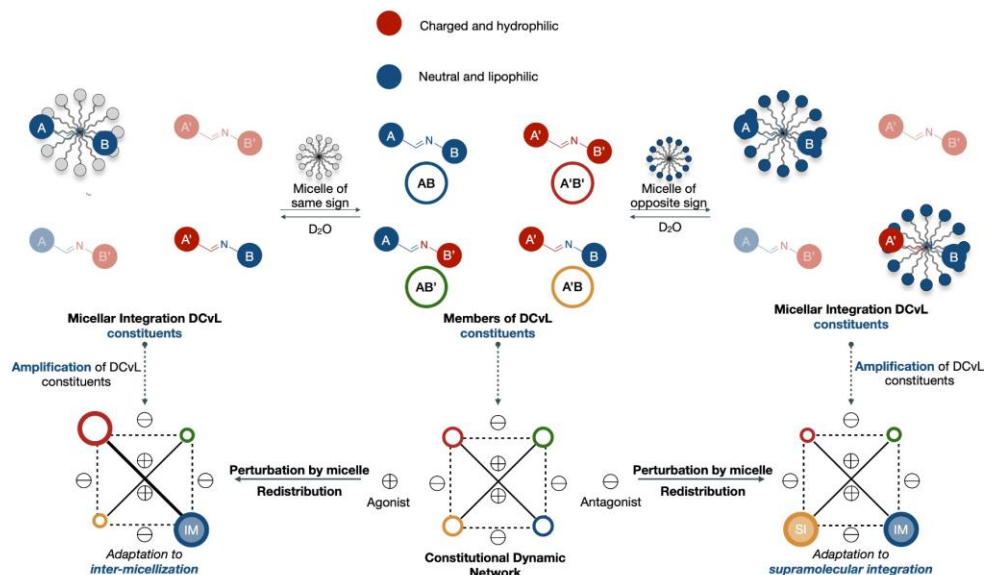 Charged and hydrophilic
Neutral and lipophilic
A
B
A'
N
B'
A
N
B'
A'
N
B
Micelle of
same sign
D₂O
A
N
B
AB
A'
N
B'
A'B'
A
N
B'
AB'
A'
N
B
A'B
Micelle of
opposite sign
D₂O
A
B
A'
N
B'
A
N
B'
A'
B
Micellar Integration DCvL
constituents
Members of DCvL
constituents
Micellar Integration DCvL
constituents
Amplification of DCvL
constituents
Amplification of DCvL
constituents
IM
Adaptation to
inter-micellization
Perturbation by micelle
Redistribution
Agonist
Antagonist
Constitutional Dynamic
Network
Perturbation by micelle
Redistribution
SI
IM
Adaptation to
supramolecular integration